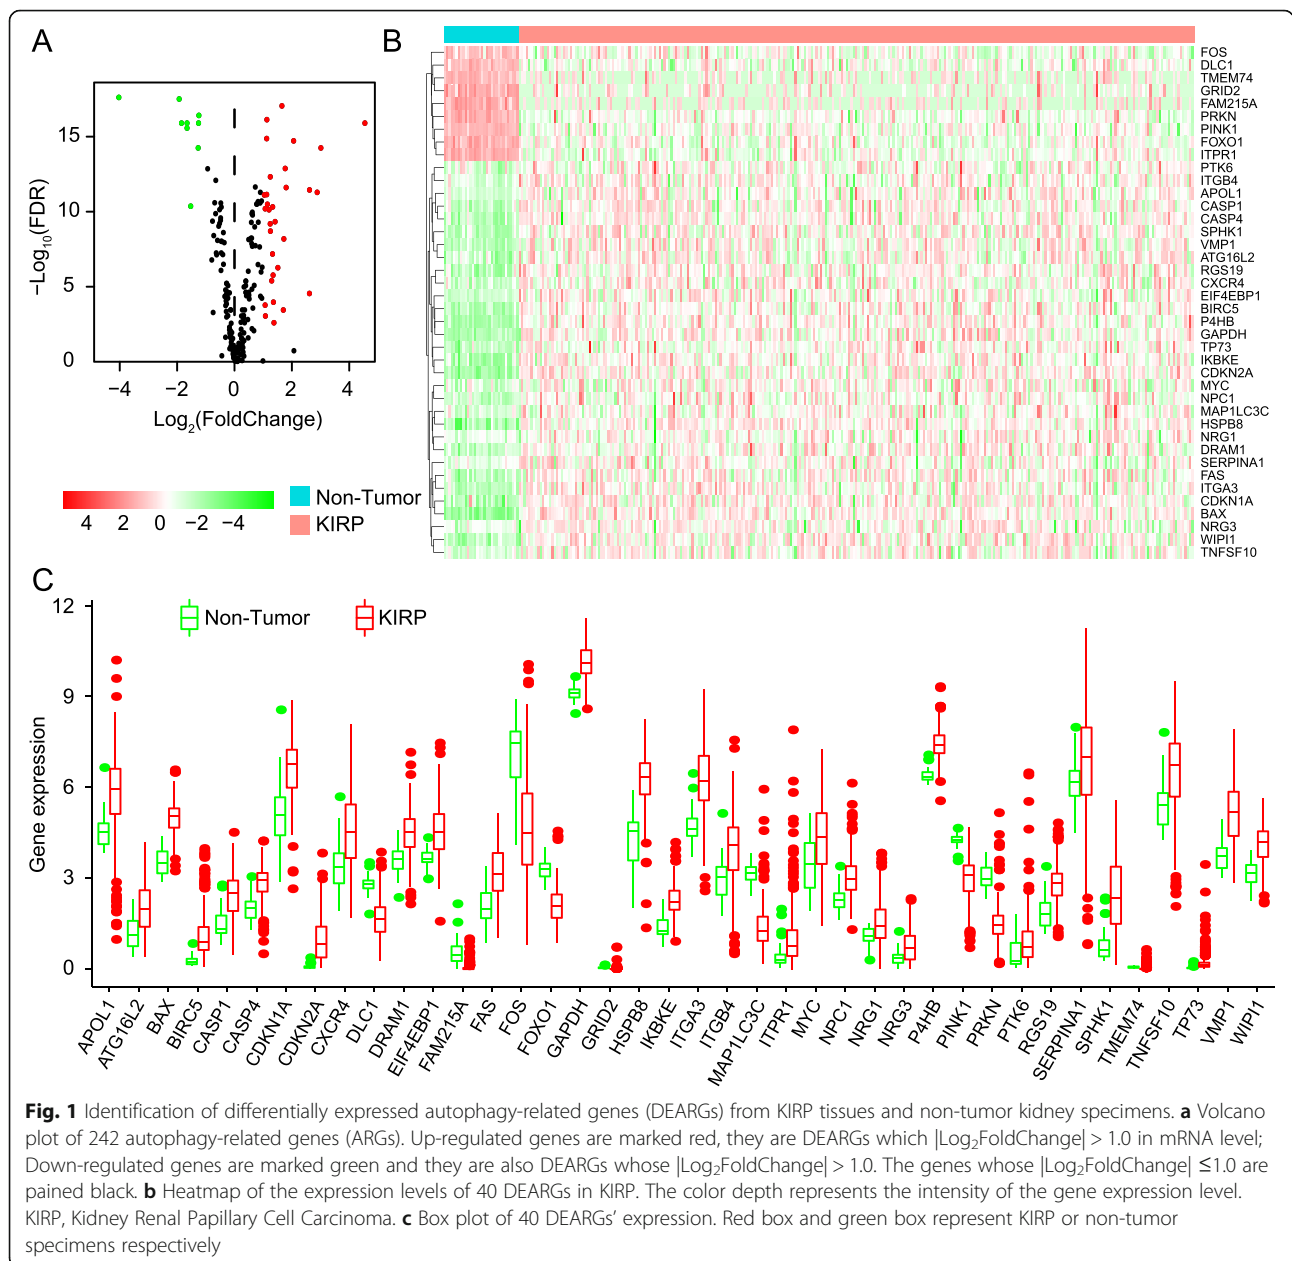 A
−Log10(FDR)
15
10
5
0
−4
−2
0
2
4
Log2(FoldChange)
4 2 0 −2 −4
Non-Tumor
KIRP
B
FOS
DLC1
TMEM74
GRID2
FAM215A
PRKN
PINK1
FOXO1
ITPR1
PTK6
ITGB4
APOL1
CASP1
CASP4
SPHK1
VMP1
ATG16L2
RGS19
CXCR4
EIF4EBP1
BIRC5
P4HB
GAPDH
TP73
IKBKE
CDKN2A
MYC
NPC1
MAP1LC3C
HSPB8
NRG1
DRAM1
SERPINA1
FAS
ITGA3
CDKN1A
BAX
NRG3
WIPI1
TNFSF10
C
Non-Tumor
KIRP
Gene expression
12
9
6
3
0
APOL1
ATG16L2
BAX
BIRC5
CASP1
CASP4
CDKN1A
CDKN2A
CXCR4
DLC1
DRAM1
EIF4EBP1
FAM215A
FAS
FOS
FOXO1
GAPDH
GRID2
HSPB8
IKBKE
ITGA3
ITGB4
MAP1LC3C
ITPR1
MYC
NPC1
NRG1
NRG3
P4HB
PINK1
PRKN
PTK6
RGS19
SERPINA1
SPHK1
TMEM74
TNFSF10
TP73
VMP1
WIPI1
Fig. 1 Identification of differentially expressed autophagy-related genes (DEARGs) from KIRP tissues and non-tumor kidney specimens. a Volcano
plot of 242 autophagy-related genes (ARGs). Up-regulated genes are marked red, they are DEARGs which |Log2FoldChange| > 1.0 in mRNA level;
Down-regulated genes are marked green and they are also DEARGs whose |Log2FoldChange| > 1.0. The genes whose |Log2FoldChange| ≤1.0 are
pained black. b Heatmap of the expression levels of 40 DEARGs in KIRP. The color depth represents the intensity of the gene expression level.
KIRP, Kidney Renal Papillary Cell Carcinoma. c Box plot of 40 DEARGs’ expression. Red box and green box represent KIRP or non-tumor
specimens respectively